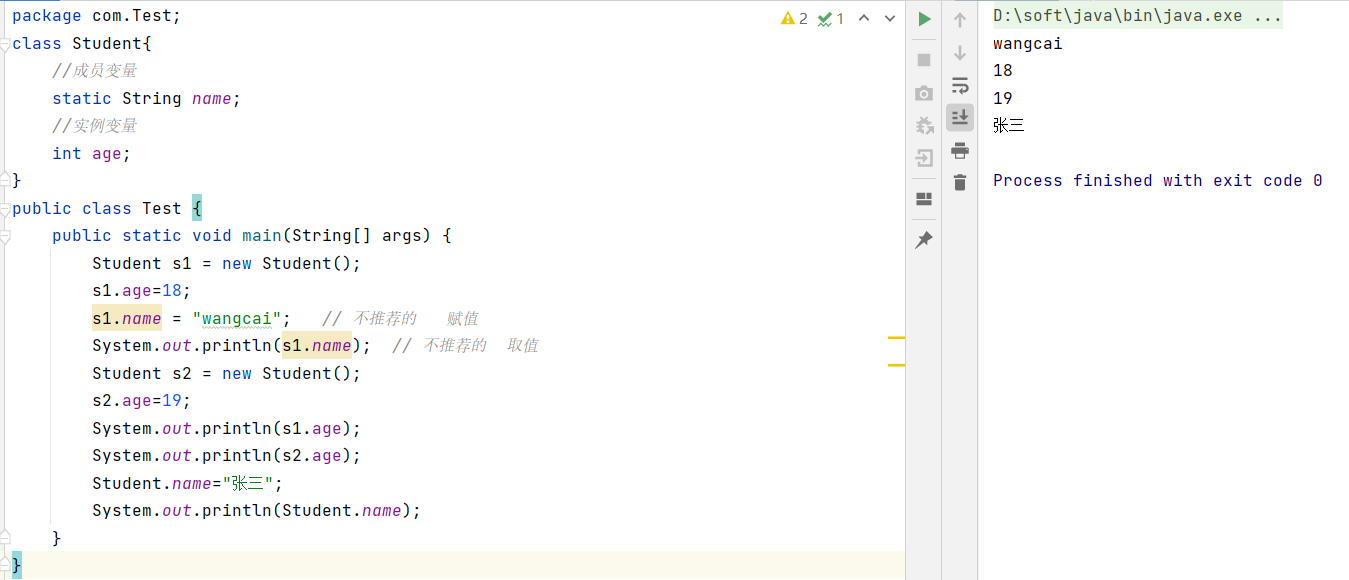 package com.Test;
2 1
class Student{
//成员变量
static String name;
//实例变量
int age;
}
public class Test {
public static void main(String[] args) {
Student s1 = new Student();
s1.age=18;
s1.name = "wangcai"; // 不推荐的 赋值
System.out.println(s1.name); // 不推荐的 取值
Student s2 = new Student();
s2.age=19;
System.out.println(s1.age);
System.out.println(s2.age);
Student.name="张三";
System.out.println(Student.name);
}
}
D:\soft\java\bin\java.exe ...
wangcai
18
19
张三
Process finished with exit code 0